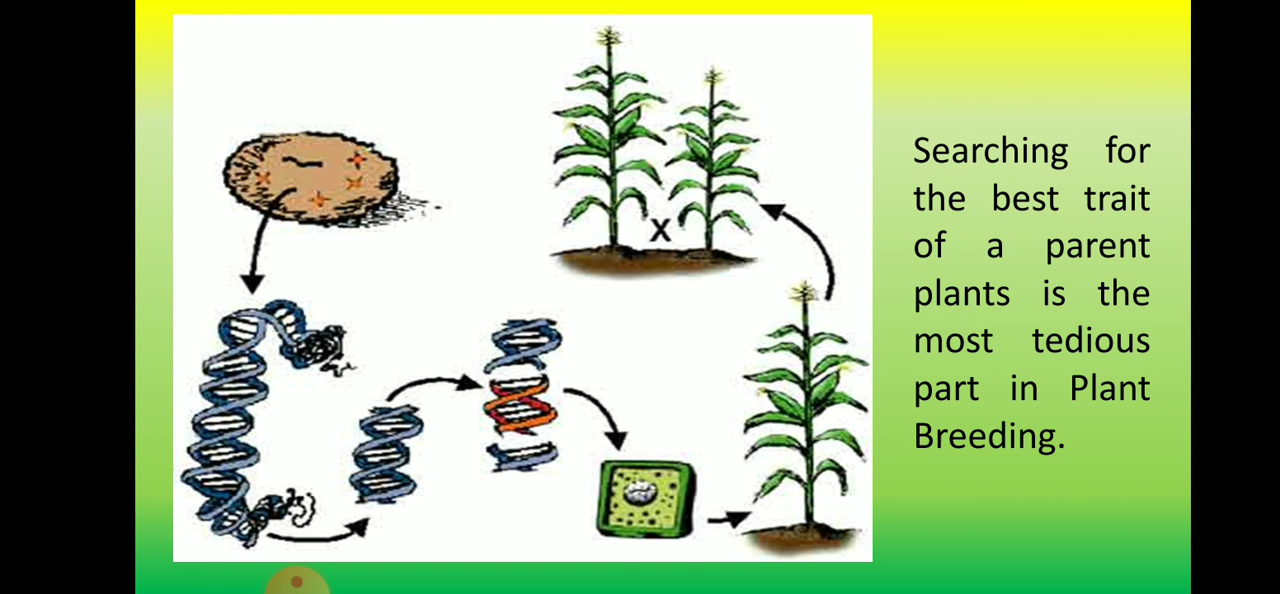 X
Searching for
the best trait
of a parent
plants is the
most tedious
part in Plant
Breeding.